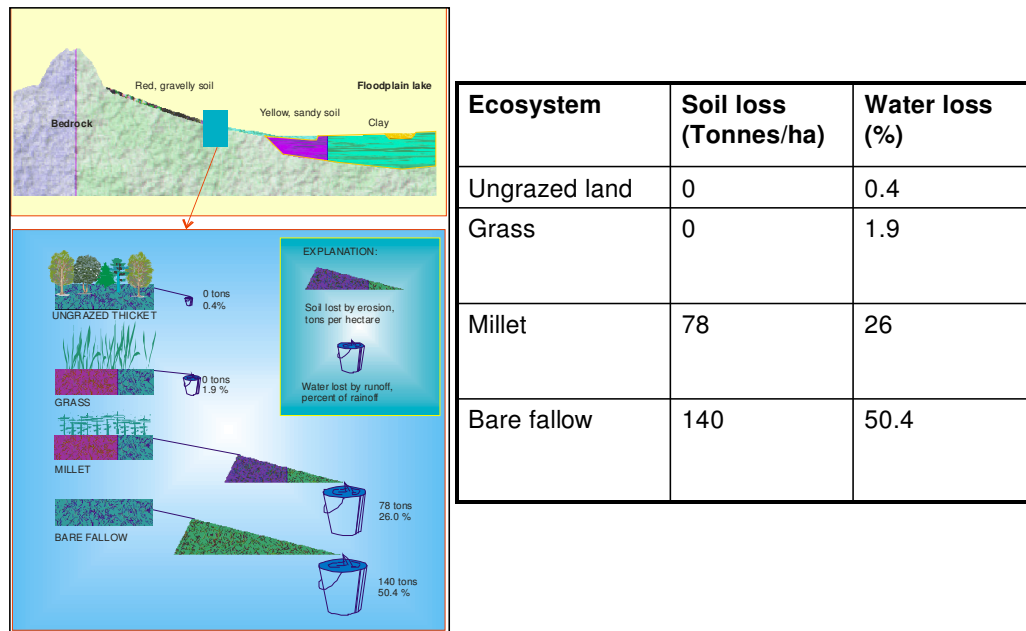 Red, gravelly soil
Floodplain lake
Yellow, sandy soil
Bedrock
Clay
EXPLANATION:
Soil lost by erosion,
tons per hectare
Water lost by runoff,
percent of rainoff
0 tons
0.4%
UNGRAZED THICKET
0 tons
1.9 %
GRASS
MILLET
78 tons
26.0 %
BARE FALLOW
140 tons
50.4 %
Ecosystem Soil loss (Tonnes/ha) Water loss (%)
Ungrazed land 0 0.4
Grass 0 1.9
Millet 78 26
Bare fallow 140 50.4